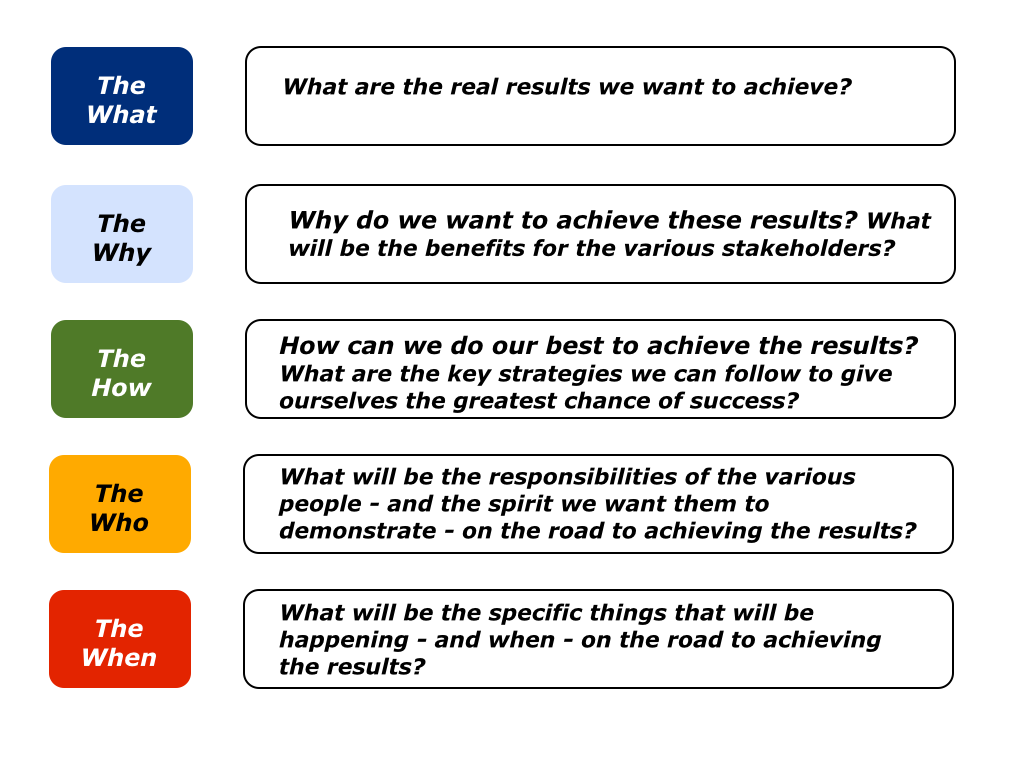 The
What
What are the real results we want to achieve?
The
Why
Why do we want to achieve these results? What
will be the benefits for the various stakeholders?
The
How
How can we do our best to achieve the results?
What are the key strategies we can follow to give
ourselves the greatest chance of success?
The
Who
What will be the responsibilities of the various
people – and the spirit we want them to
demonstrate – on the road to achieving the results?
The
When
What will be the specific things that will be
happening – and when – on the road to achieving
the results?